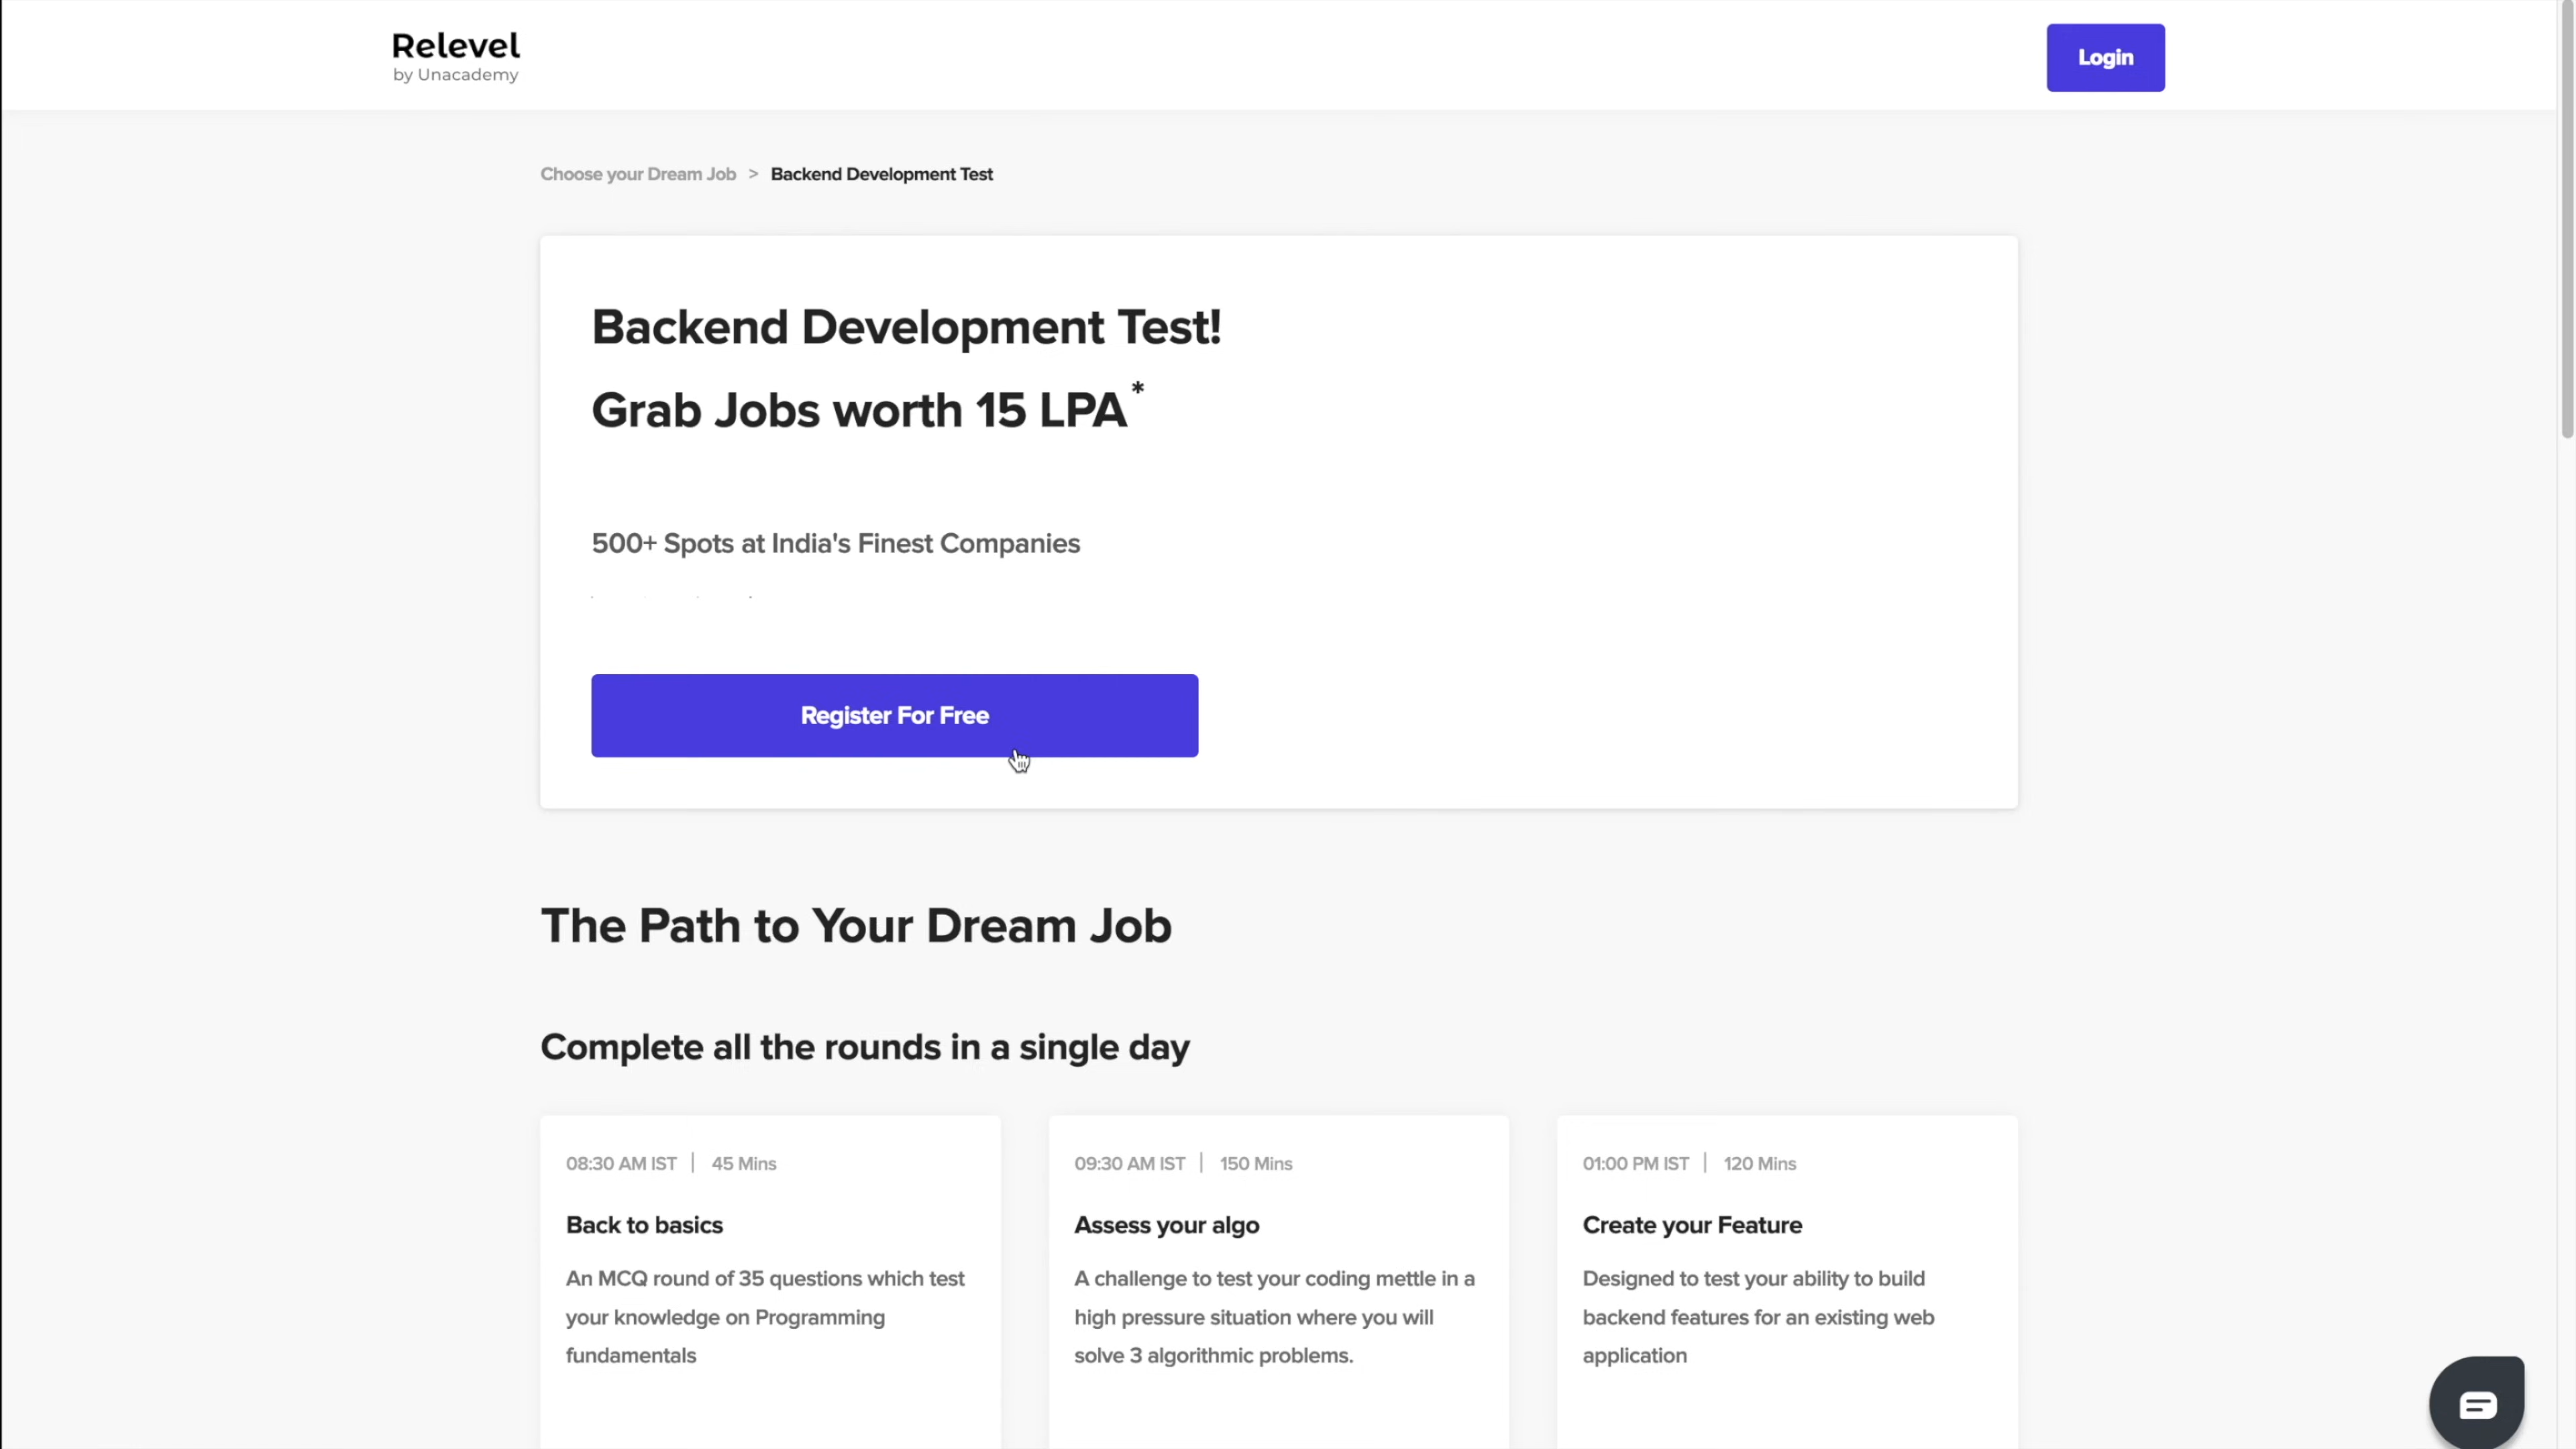 Relevel
by Unacademy
Login
Choose your Dream Job > Backend Development Test
Backend Development Test!
Grab Jobs worth 15 LPA*
500+ Spots at India's Finest Companies
Register For Free
The Path to Your Dream Job
Complete all the rounds in a single day
08:30 AM IST | 45 Mins
Back to basics
An MCQ round of 35 questions which test
your knowledge on Programming
fundamentals
09:30 AM IST | 150 Mins
Assess your algo
A challenge to test your coding mettle in a
high pressure situation where you will
solve 3 algorithmic problems.
01:00 PM IST | 120 Mins
Create your Feature
Designed to test your ability to build
backend features for an existing web
application